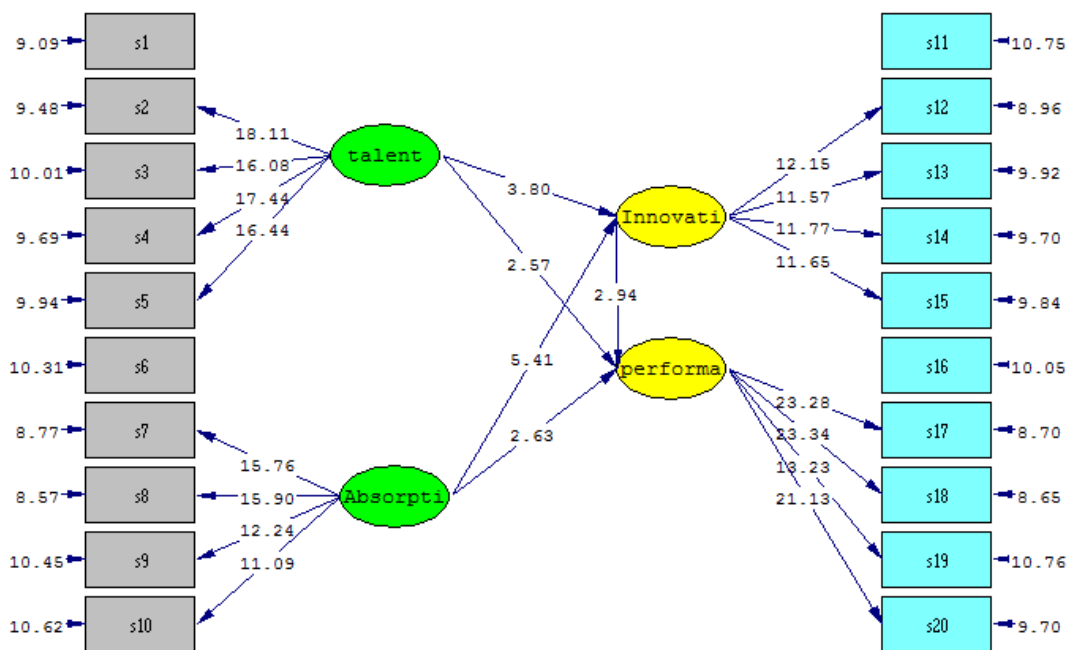 9.09 s1
9.48 s2
10.01 s3
9.69 s4
9.94 s5
10.31 s6
8.77 s7
8.57 s8
10.45 s9
10.62 s10
18.11
16.08
17.44
16.44
15.76
15.90
12.24
11.09
talent
Absorpti
3.80
2.57
5.41
2.63
2.94
Innovati
performa
12.15
11.57
11.77
11.65
23.28
23.34
13.23
21.13
s11 10.75
s12 8.96
s13 9.92
s14 9.70
s15 9.84
s16 10.05
s17 8.70
s18 8.65
s19 10.76
s20 9.70